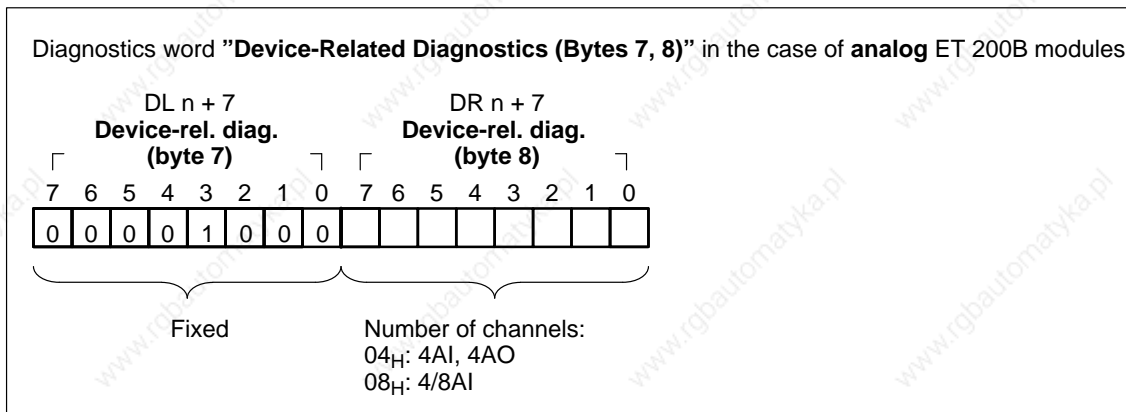 Diagnostics word ”Device-Related Diagnostics (Bytes 7, 8)” in the case of analog ET 200B modules
DL n + 7 DR n + 7
Device-rel. diag. Device-rel. diag.
(byte 7) (byte 8)
7 6 5 4 3 2 1 0 7 6 5 4 3 2 1 0
0 0 0 0 1 0 0 0
Fixed Number of channels:
04H: 4AI, 4AO
08H: 4/8AI
www.rgbautomatyka.pl